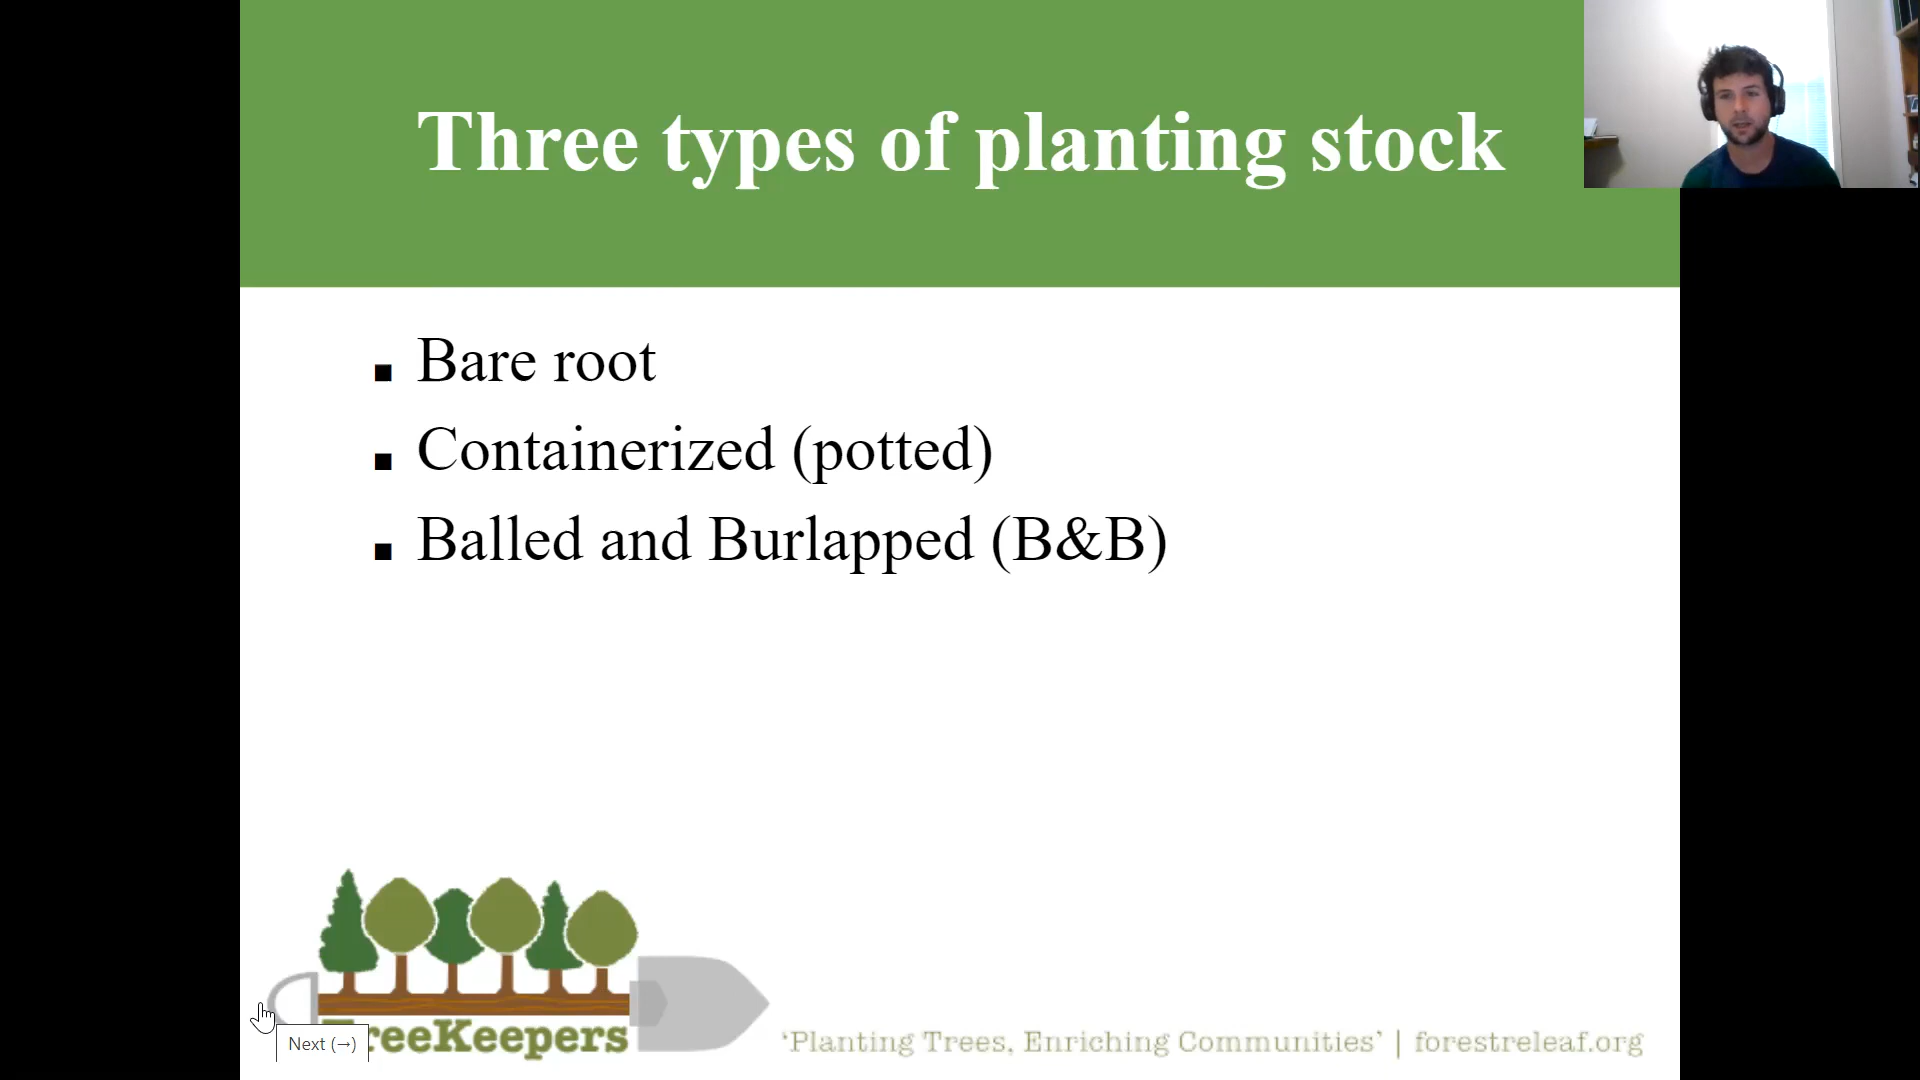 Three types of planting stock
Bare root
Containerized (potted)
Balled and Burlapped (B&B)
reeKeepers
Next (→)
‘Planting Trees, Enriching Communities’ | forestreleaf.org